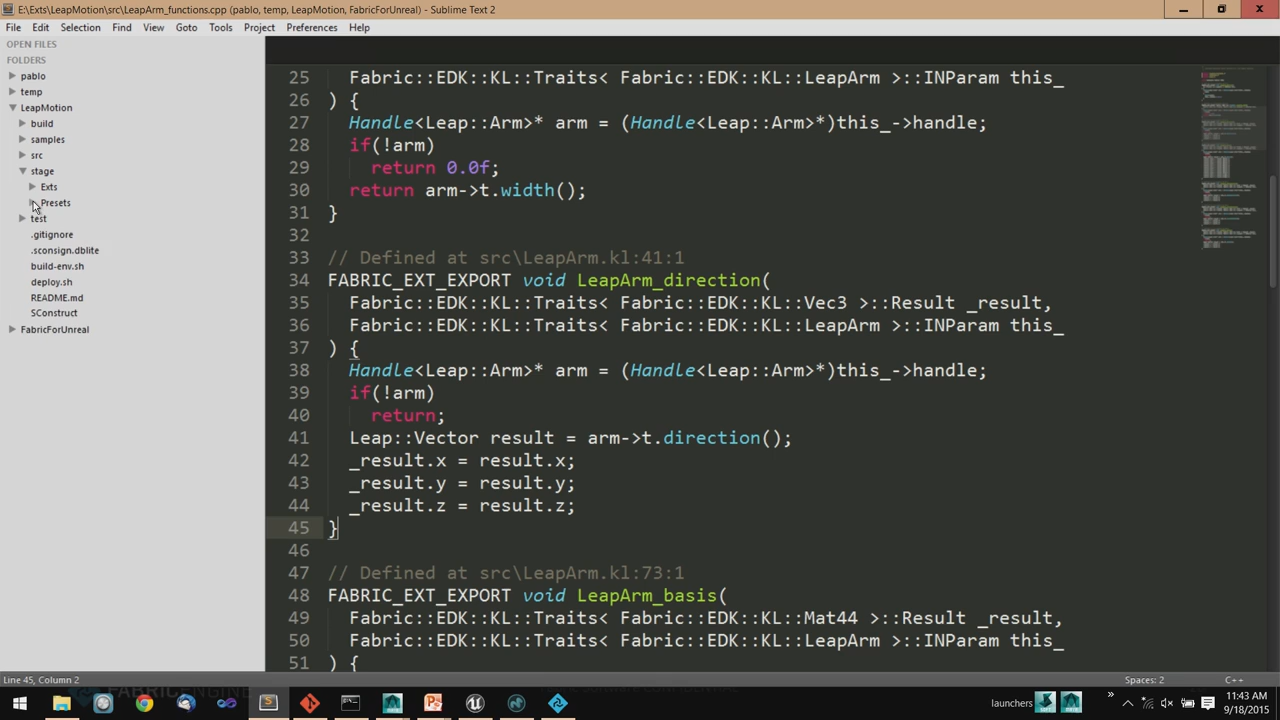 E:\Exts\LeapMotion\src\LeapArm_functions.cpp (pablo, temp, LeapMotion, FabricForUnreal) - Sublime Text 2
File Edit Selection Find View Goto Tools Project Preferences Help
OPEN FILES
FOLDERS
pablo
temp
LeapMotion
build
samples
src
stage
Exts
Presets
test
.gitignore
.sconsign.dblite
build-env.sh
deploy.sh
README.md
SConstruct
FabricForUnreal
25 Fabric::EDK::KL::Traits< Fabric::EDK::KL::LeapArm >::INParam this_
26 ) {
27 Handle<Leap::Arm>* arm = (Handle<Leap::Arm>*)this_->handle;
28 if(!arm)
29 return 0.0f;
30 return arm->t.width();
31 }
32
33 // Defined at src\LeapArm.kl:41:1
34 FABRIC_EXT_EXPORT void LeapArm_direction(
35 Fabric::EDK::KL::Traits< Fabric::EDK::KL::Vec3 >::Result _result,
36 Fabric::EDK::KL::Traits< Fabric::EDK::KL::LeapArm >::INParam this_
37 ) {
38 Handle<Leap::Arm>* arm = (Handle<Leap::Arm>*)this_->handle;
39 if(!arm)
40 return;
41 Leap::Vector result = arm->t.direction();
42 _result.x = result.x;
43 _result.y = result.y;
44 _result.z = result.z;
45 }
46
47 // Defined at src\LeapArm.kl:73:1
48 FABRIC_EXT_EXPORT void LeapArm_basis(
49 Fabric::EDK::KL::Traits< Fabric::EDK::KL::Mat44 >::Result _result,
50 Fabric::EDK::KL::Traits< Fabric::EDK::KL::LeapArm >::INParam this_
51 ) {
Line 45, Column 2 Spaces: 2 C++
launchers 11:43 AM
9/18/2015